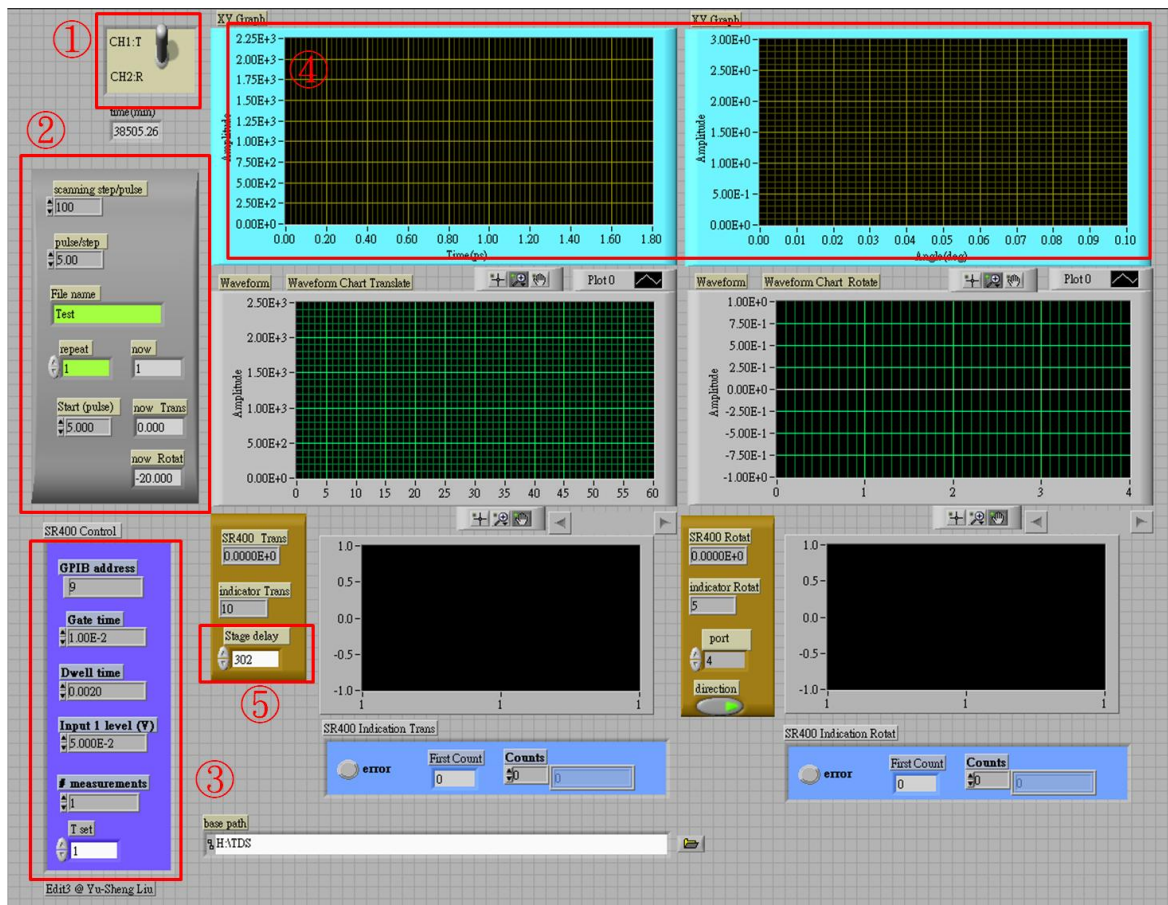 ①
CH1:T
CH2:R
time(min)
38505.26
②
scanning step/pulse
100
pulse/step
5.00
File name
Test
repeat
now
1
1
Start (pulse)
now Trans
5.000
0.000
now Rotat
-20.000
XY Graph
④
Amplitude
2.25E+3
2.00E+3
1.75E+3
1.50E+3
1.25E+3
1.00E+3
7.50E+2
5.00E+2
2.50E+2
0.00E+0
0.00 0.20 0.40 0.60 0.80 1.00 1.20 1.40 1.60 1.80
Time(ps)
XY Graph
Amplitude
3.00E+0
2.50E+0
2.00E+0
1.50E+0
1.00E+0
5.00E-1
0.00E+0
0.00 0.01 0.02 0.03 0.04 0.05 0.06 0.07 0.08 0.09 0.10
Angle(deg)
Waveform
Waveform Chart Translate
Plot 0
Amplitude
2.50E+3
2.00E+3
1.50E+3
1.00E+3
5.00E+2
0.00E+0
0 5 10 15 20 25 30 35 40 45 50 55 60
Waveform
Waveform Chart Rotate
Plot 0
Amplitude
1.00E+0
7.50E-1
5.00E-1
2.50E-1
0.00E+0
-2.50E-1
-5.00E-1
-7.50E-1
-1.00E+0
0 1 2 3 4
SR400 Control
GPIB address
9
Gate time
1.00E-2
Dwell time
0.0020
Input 1 level (V)
5.000E-2
# measurements
1
T set
1
③
Edit3 @ Yu-Sheng Liu
SR400 Trans
0.0000E+0
indicator Trans
10
Stage delay
302
⑤
1.0
0.5
0.0
-0.5
-1.0
1 1 1
SR400 Rotat
0.0000E+0
indicator Rotat
5
port
4
direction
1.0
0.5
0.0
-0.5
-1.0
1 1 1
SR400 Indication Trans
error
First Count
0
Counts
0
0
SR400 Indication Rotat
error
First Count
0
Counts
0
0
base path
H:\TDS